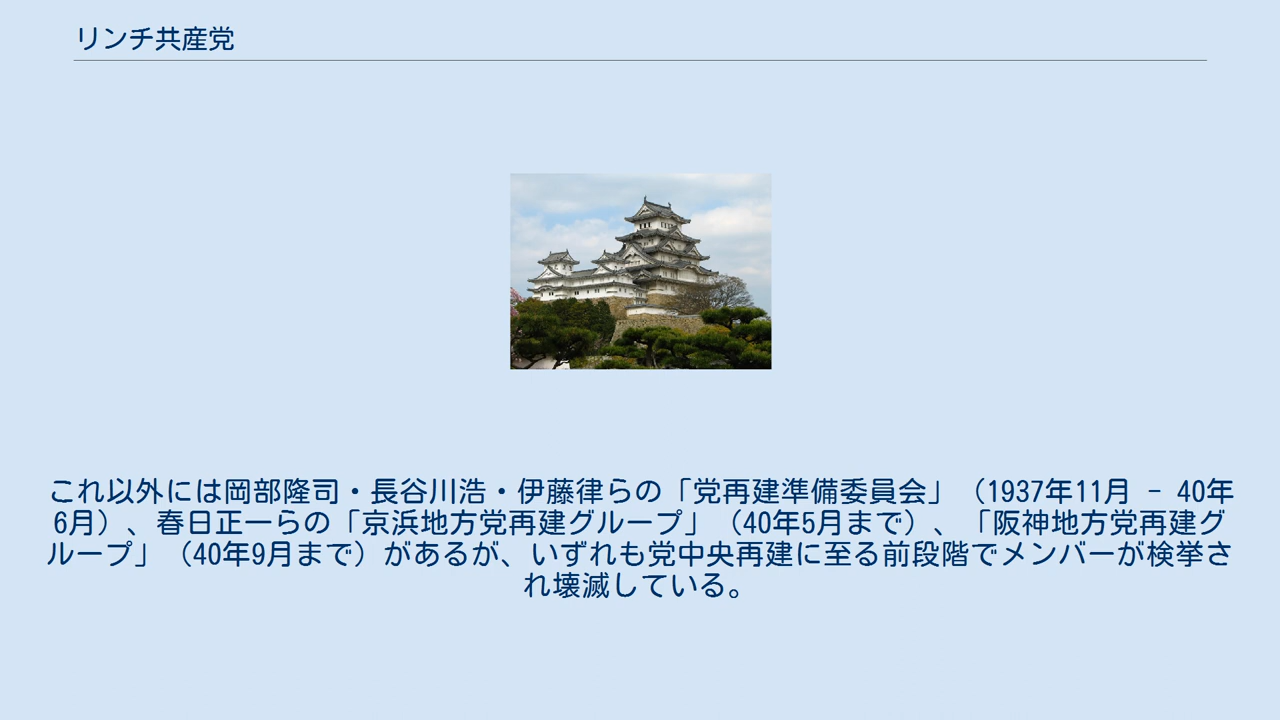 リンチ共産党
これ以外には岡部隆司・長谷川浩・伊藤律らの「党再建準備委員会」（1937年11月 - 40年
6月）、春日正一らの「京浜地方党再建グループ」（40年5月まで）、「阪神地方党再建グ
ループ」（40年9月まで）があるが、いずれも党中央再建に至る前段階でメンバーが検挙さ
れ壊滅している。